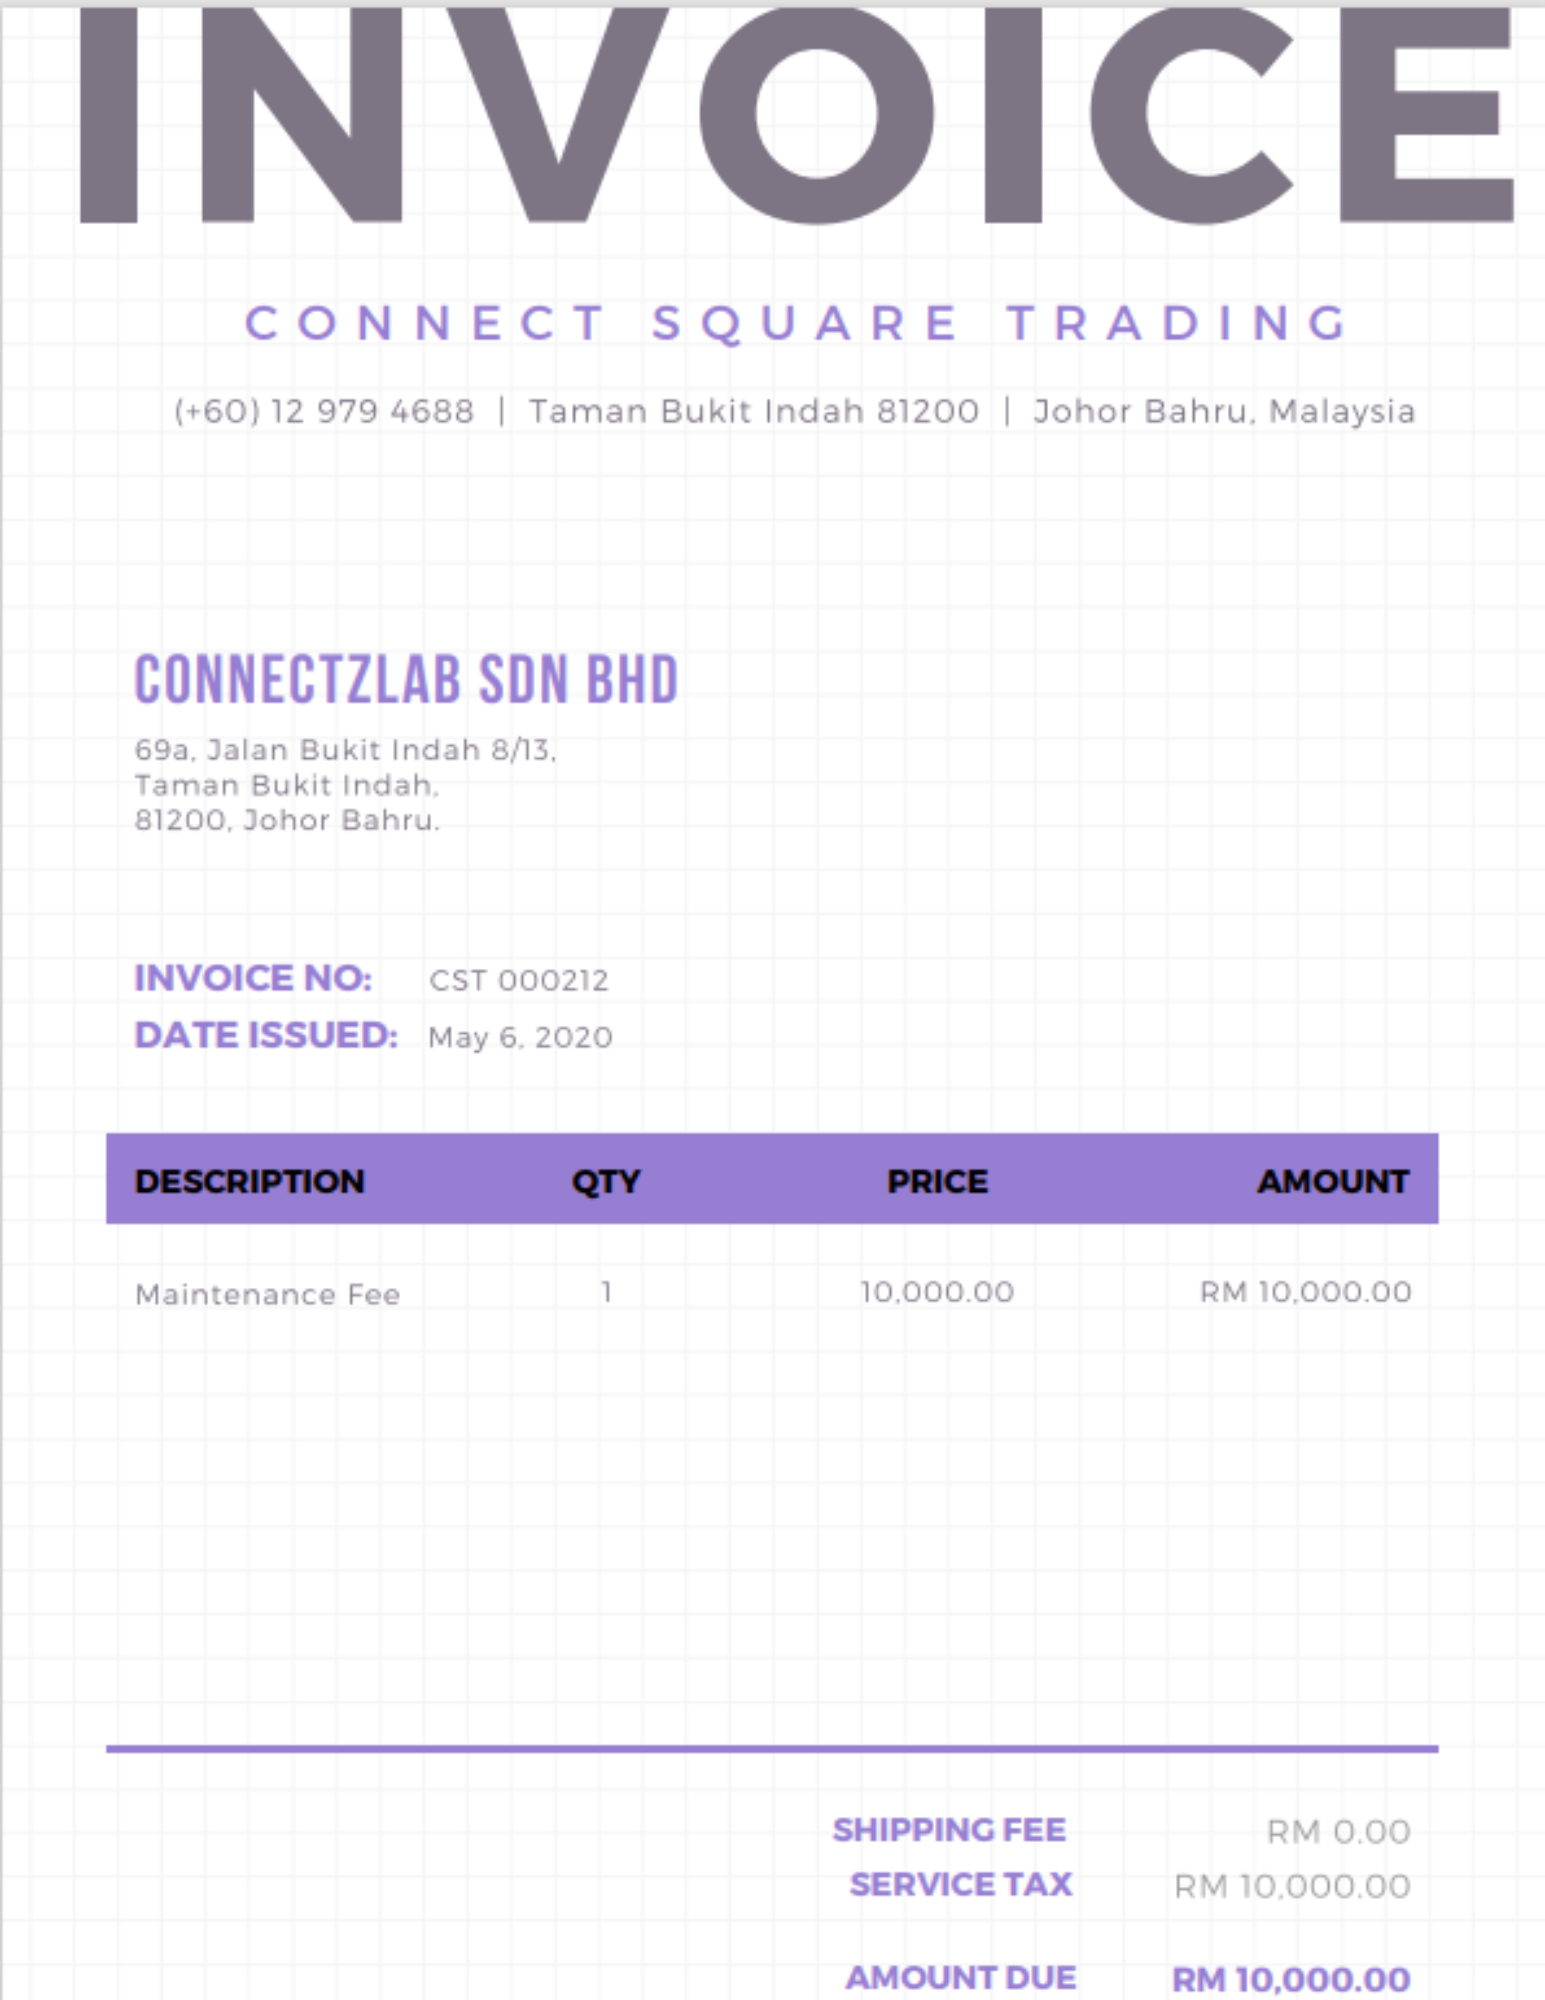 INVOICE
CONNECT SQUARE TRADING
(+60) 12 979 4688 | Taman Bukit Indah 81200 | Johor Bahru, Malaysia
CONNECTZLAB SDN BHD
69a, Jalan Bukit Indah 8/13,
Taman Bukit Indah,
81200, Johor Bahru.
INVOICE NO: CST 000212
DATE ISSUED: May 6, 2020
DESCRIPTION QTY PRICE AMOUNT
Maintenance Fee 1 10,000.00 RM 10,000.00
SHIPPING FEE RM 0.00
SERVICE TAX RM 10,000.00
AMOUNT DUE RM 10,000.00